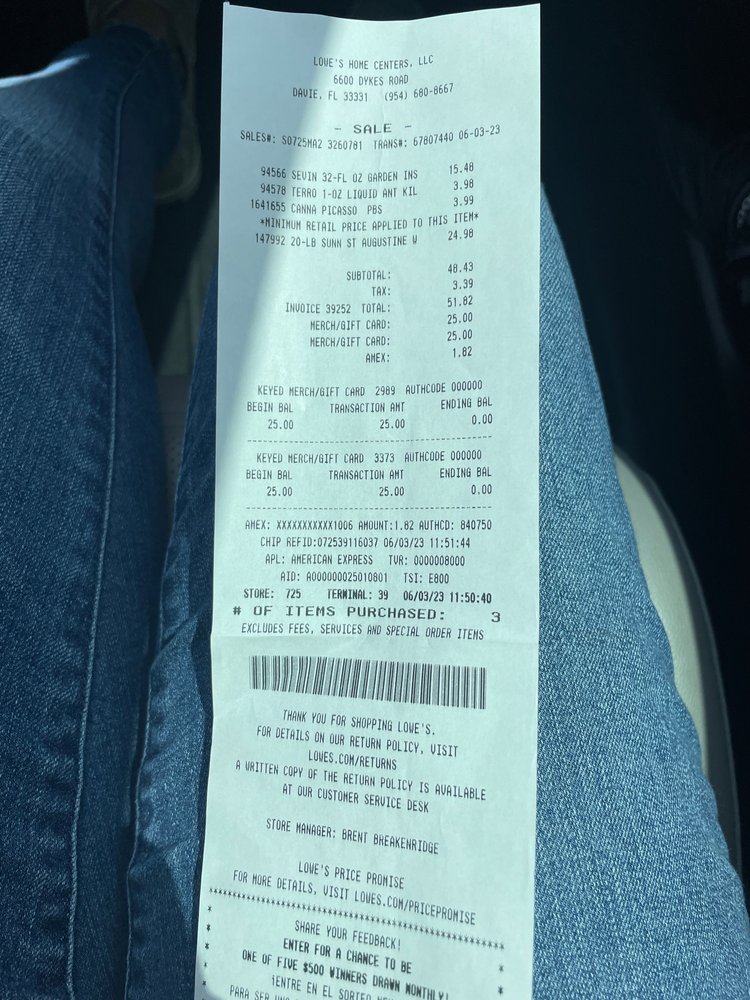 LOWE'S HOME CENTERS, LLC
6600 DYKES ROAD
DAVIE, FL 33331 (954) 680-8667
- SALE -
SALES#: S0725MA2 3260781 TRANS#: 67807440 06-03-23
94566 SEVIN 32-FL OZ GARDEN INS 15.48
94578 TERRO 1-OZ LIQUID ANT KIL 3.98
1641655 CANNA PICASSO PBS 3.99
*MINIMUM RETAIL PRICE APPLIED TO THIS ITEM*
147992 20-LB SUNN ST AUGUSTINE W 24.98
SUBTOTAL: 48.43
TAX: 3.39
INVOICE 39252 TOTAL: 51.82
MERCH/GIFT CARD: 25.00
MERCH/GIFT CARD: 25.00
AMEX: 1.82
KEYED MERCH/GIFT CARD 2989 AUTHCODE 000000
BEGIN BAL TRANSACTION AMT ENDING BAL
25.00 25.00 0.00
KEYED MERCH/GIFT CARD 3373 AUTHCODE 000000
BEGIN BAL TRANSACTION AMT ENDING BAL
25.00 25.00 0.00
AMEX: XXXXXXXXXXX1006 AMOUNT:1.82 AUTHCD: 840750
CHIP REFID:072539116037 06/03/23 11:51:44
APL: AMERICAN EXPRESS TVR: 0000008000
AID: A000000025010801 TSI: E800
STORE: 725 TERMINAL: 39 06/03/23 11:50:40
# OF ITEMS PURCHASED: 3
EXCLUDES FEES, SERVICES AND SPECIAL ORDER ITEMS
THANK YOU FOR SHOPPING LOWE'S.
FOR DETAILS ON OUR RETURN POLICY, VISIT
LOWES.COM/RETURNS
A WRITTEN COPY OF THE RETURN POLICY IS AVAILABLE
AT OUR CUSTOMER SERVICE DESK
STORE MANAGER: BRENT BREAKENRIDGE
LOWE'S PRICE PROMISE
FOR MORE DETAILS, VISIT LOWES.COM/PRICEPROMISE
SHARE YOUR FEEDBACK!
ENTER FOR A CHANCE TO BE
ONE OF FIVE $500 WINNERS DRAWN MONTHLY!
¡ENTRE EN EL SORTEO
PARA SER